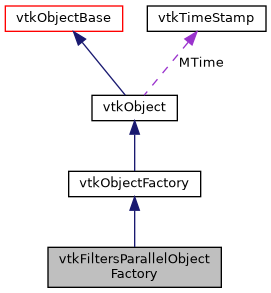 vtkObjectBase
vtkTimeStamp
MTime
vtkObject
vtkObjectFactory
vtkFiltersParallelObject
Factory